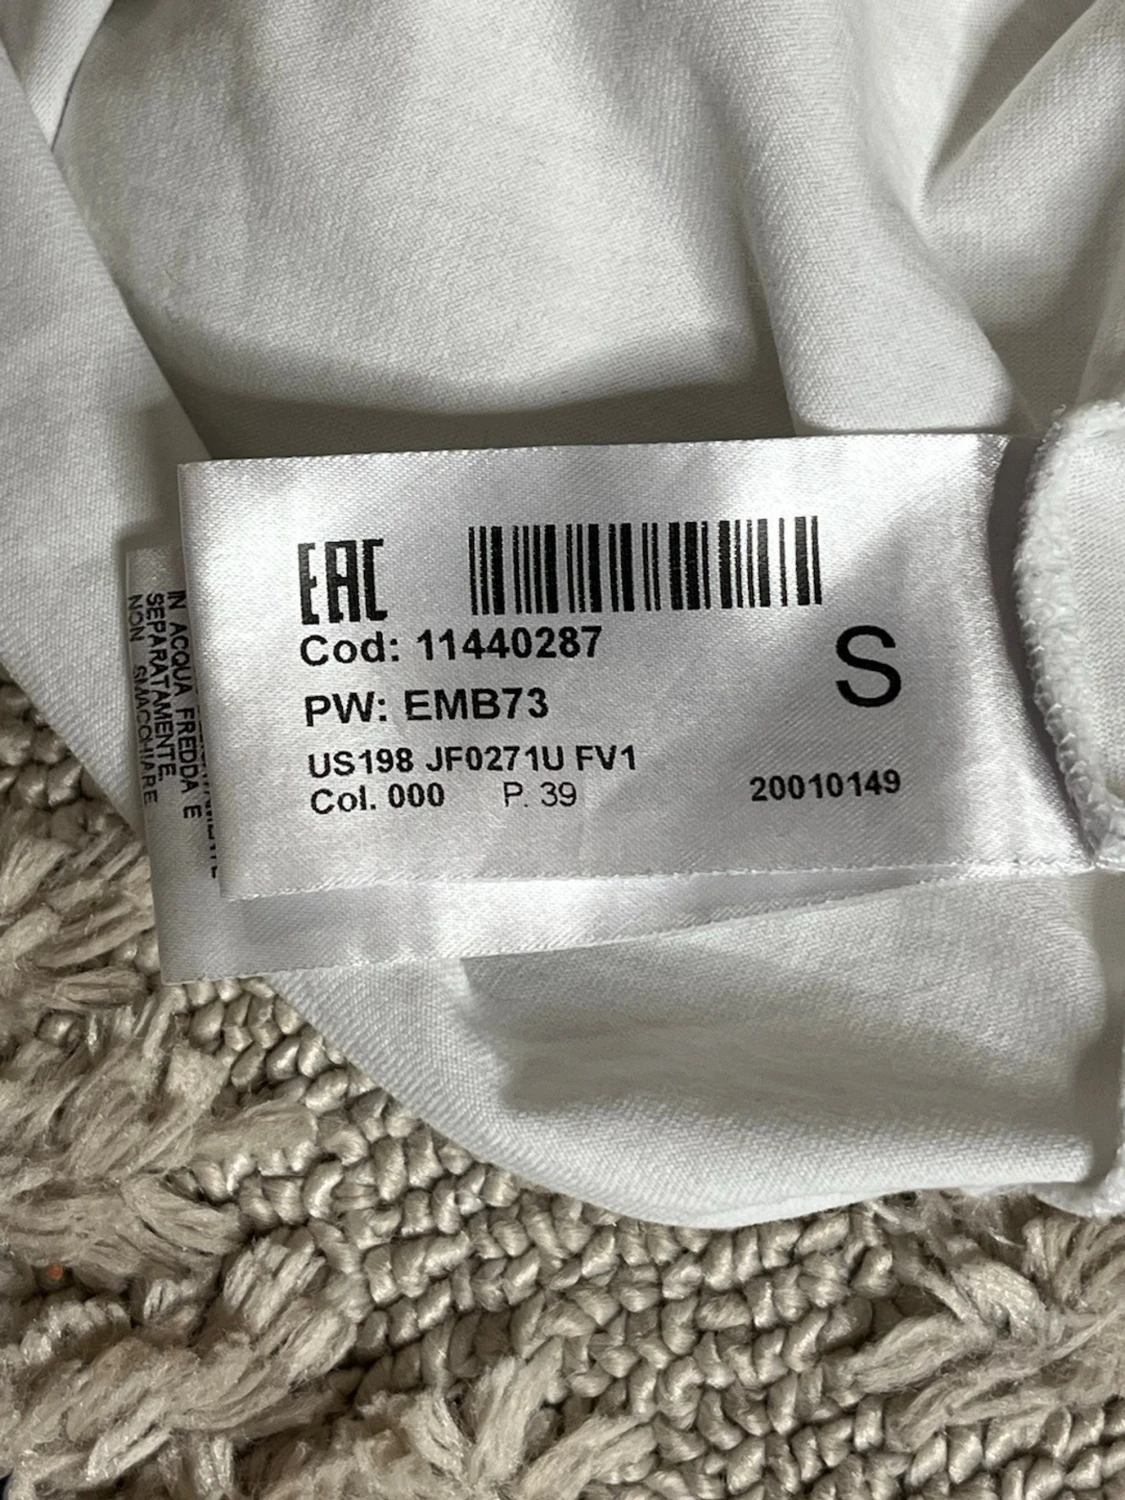 EAC
Cod: 11440287
PW: EMB73
S
US198 JF0271U FV1
Col. 000 P. 39
20010149
IN ACQUA FREDDA E
SEPARATAMENTE.
NON SMACCHIARE